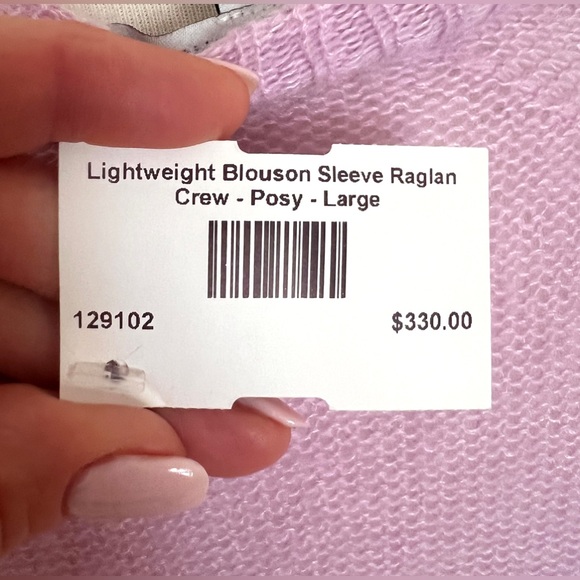 Lightweight Blouson Sleeve Raglan
Crew - Posy - Large
129102 $330.00